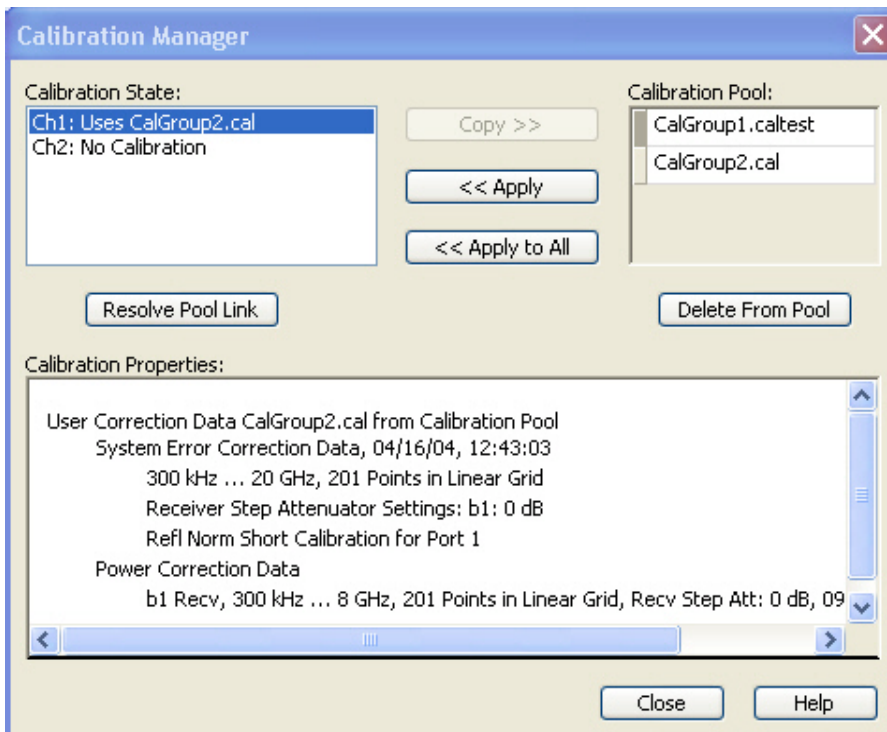 Calibration Manager
Calibration State:
Ch1: Uses CalGroup2.cal
Ch2: No Calibration
Copy >>
<< Apply
<< Apply to All
Calibration Pool:
CalGroup1.caltest
CalGroup2.cal
Resolve Pool Link
Delete From Pool
Calibration Properties:
User Correction Data CalGroup2.cal from Calibration Pool
System Error Correction Data, 04/16/04, 12:43:03
300 kHz ... 20 GHz, 201 Points in Linear Grid
Receiver Step Attenuator Settings: b1: 0 dB
Refl Norm Short Calibration for Port 1
Power Correction Data
b1 Recv, 300 kHz ... 8 GHz, 201 Points in Linear Grid, Recv Step Att: 0 dB, 09
Close
Help